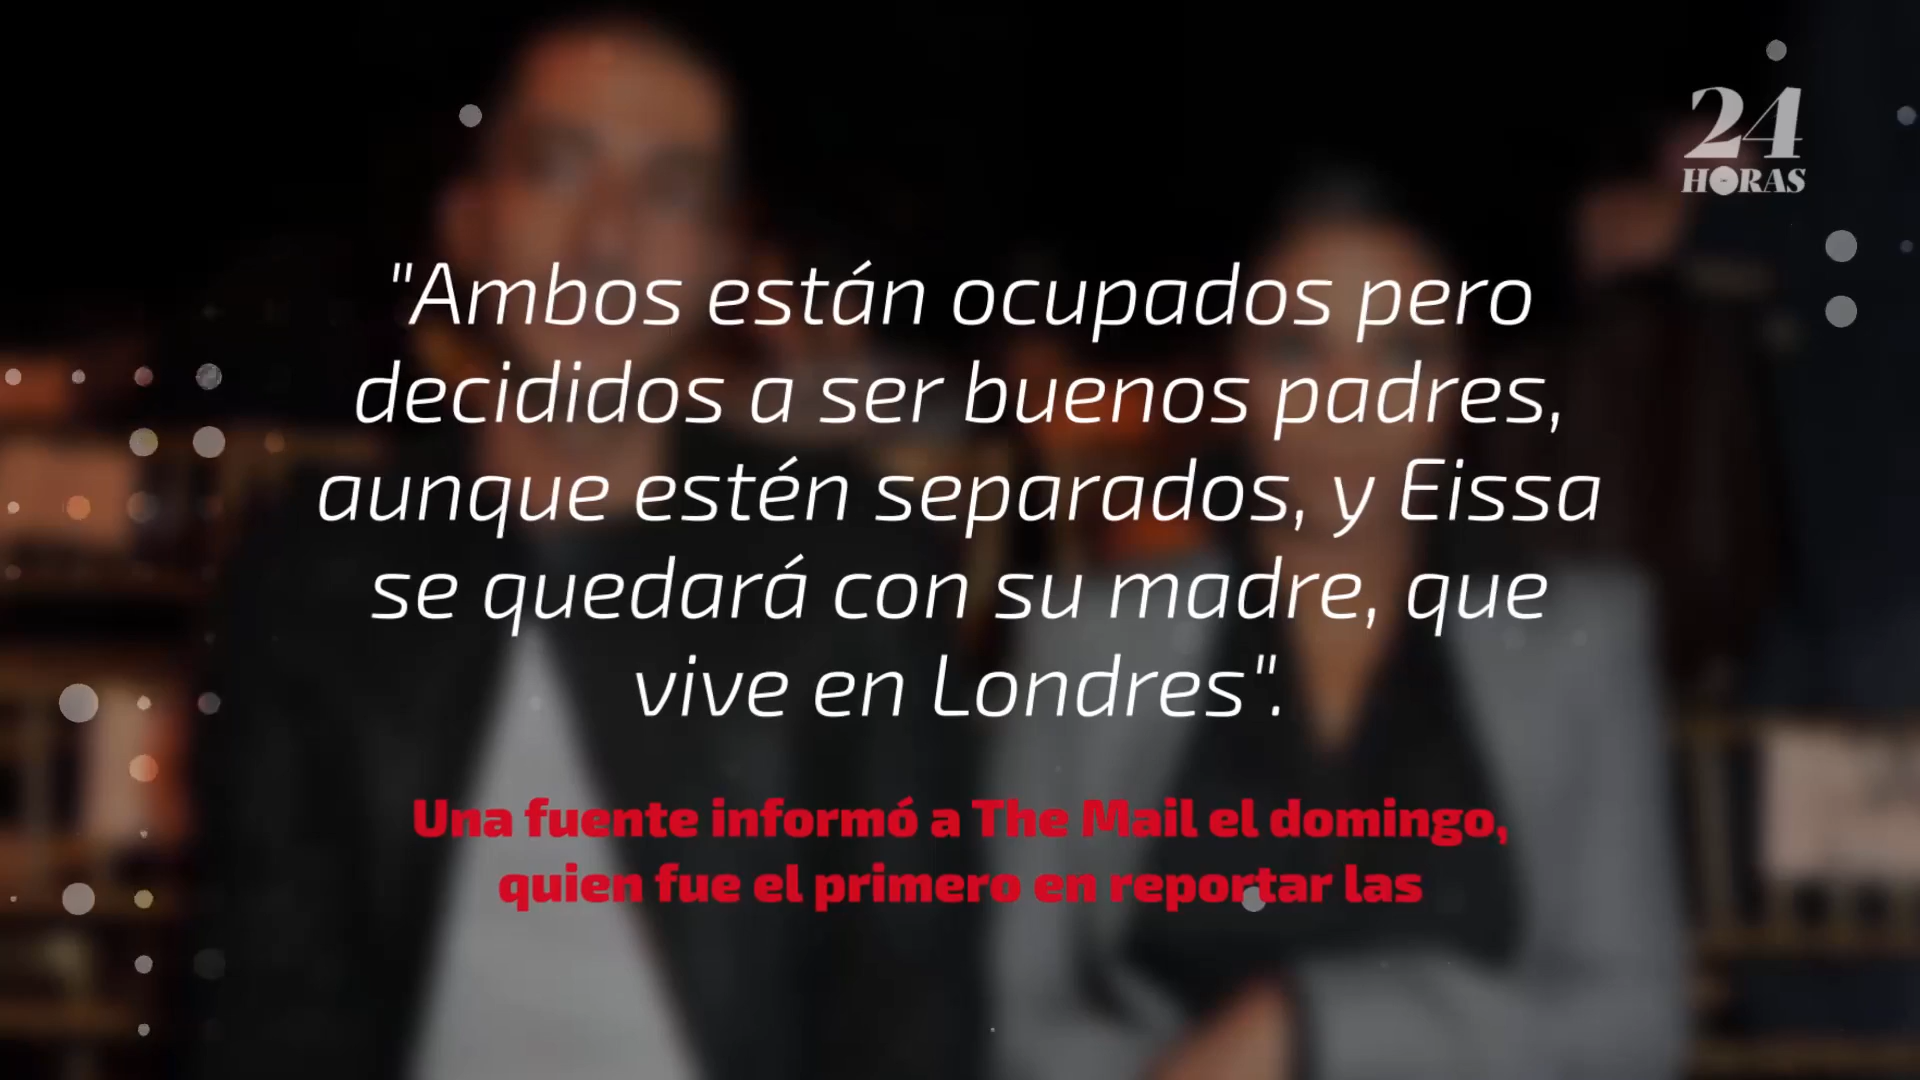 24
HORAS
"Ambos están ocupados pero
decididos a ser buenos padres,
aunque estén separados, y Eissa
se quedará con su madre, que
vive en Londres".
Una fuente informó a The Mail el domingo,
quien fue el primero en reportar las